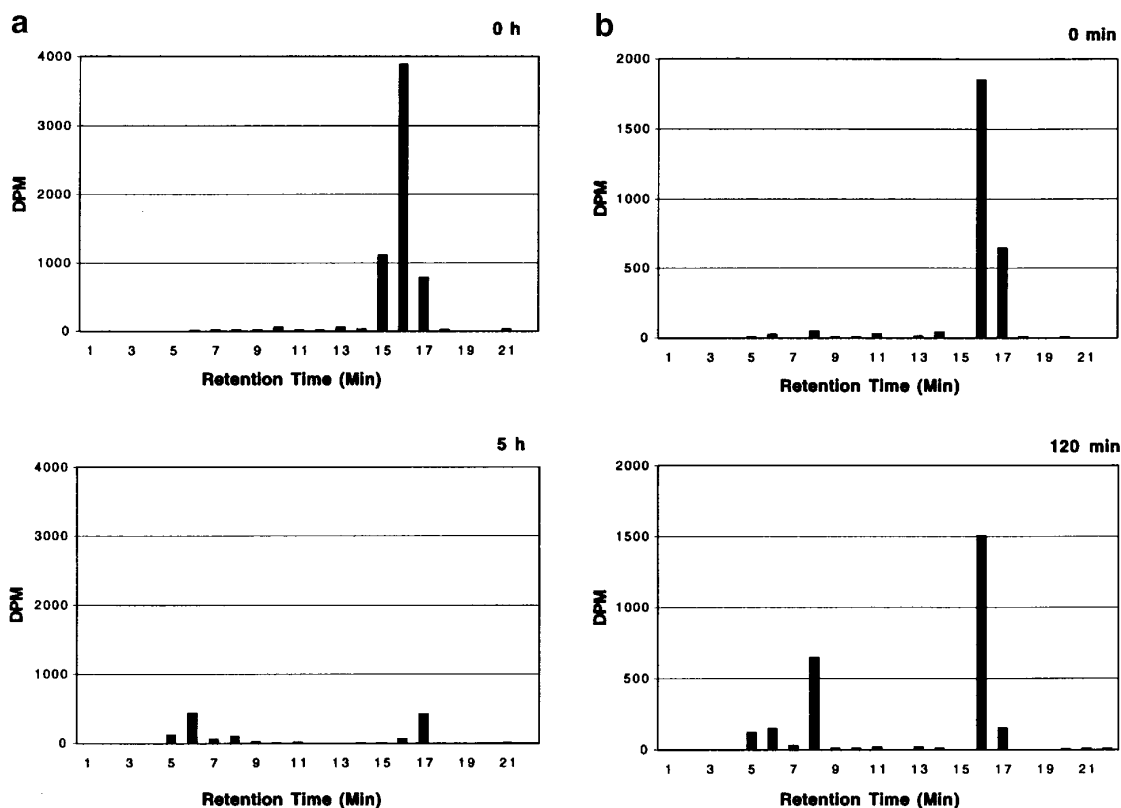 a
0 h
4000
3000
2000
1000
0
DPM
1 3 5 7 9 11 13 15 17 19 21
Retention Time (Min)
b
0 min
2000
1500
1000
500
0
DPM
1 3 5 7 9 11 13 15 17 19 21
Retention Time (Min)
5 h
4000
3000
2000
1000
0
DPM
1 3 5 7 9 11 13 15 17 19 21
Retention Time (Min)
120 min
2000
1500
1000
500
0
DPM
1 3 5 7 9 11 13 15 17 19 21
Retention Time (Min)